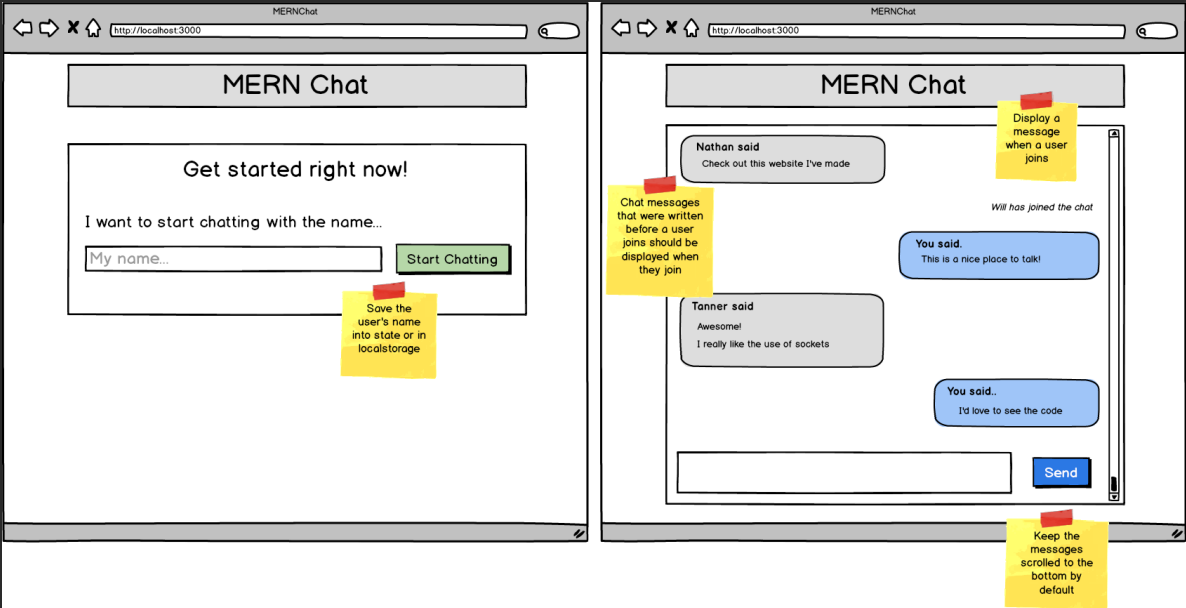 MERNChat
http://localhost:3000
MERN Chat
Get started right now!
I want to start chatting with the name...
My name...
Start Chatting
Save the
user's name
into state or in
localstorage
MERNChat
http://localhost:3000
MERN Chat
Display a
message
when a user
joins
Nathan said
Check out this website I've made
Chat messages
that were written
before a user
joins should be
displayed when
they join
Will has joined the chat
You said.
This is a nice place to talk!
Tanner said
Awesome!
I really like the use of sockets
You said..
I'd love to see the code
Send
Keep the
messages
scrolled to the
bottom by
default